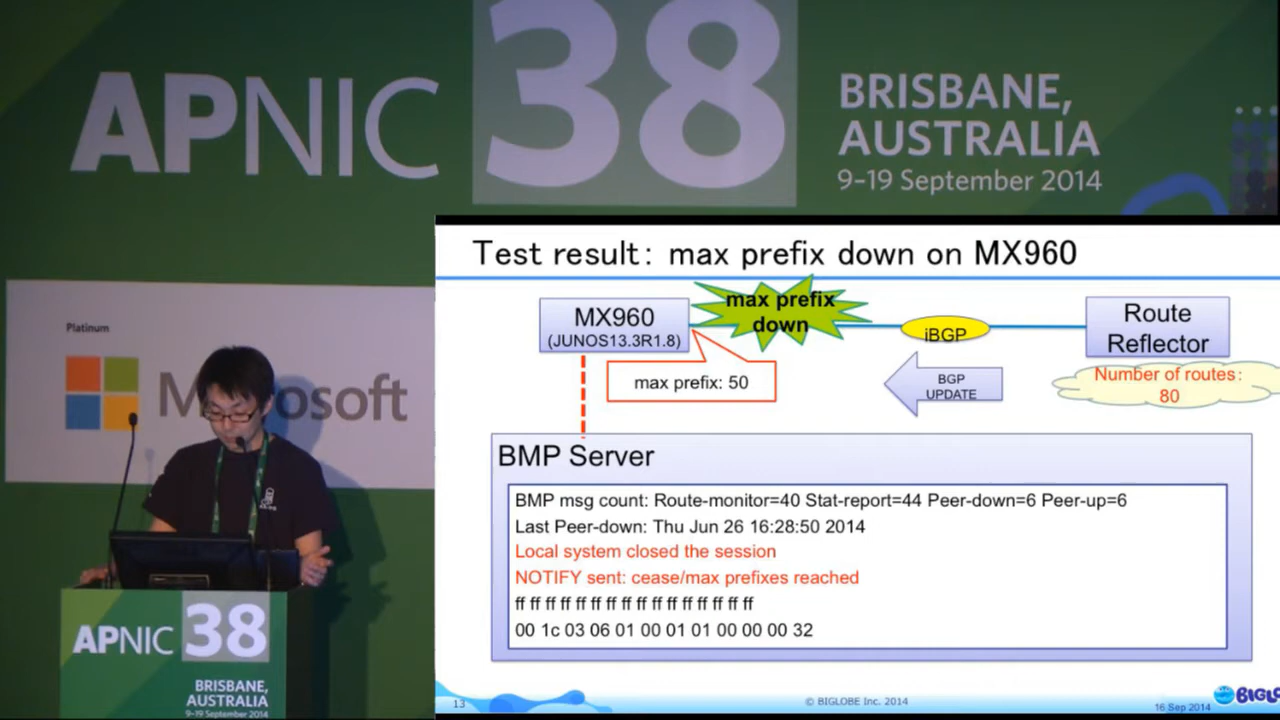 APNIC 38
BRISBANE,
AUSTRALIA
9–19 September 2014
Platinum
Microsoft
Test result: max prefix down on MX960
MX960
(JUNOS13.3R1.8)
max prefix
down
iBGP
Route
Reflector
max prefix: 50
BGP
UPDATE
Number of routes:
80
BMP Server
BMP msg count: Route-monitor=40 Stat-report=44 Peer-down=6 Peer-up=6
Last Peer-down: Thu Jun 26 16:28:50 2014
Local system closed the session
NOTIFY sent: cease/max prefixes reached
ff ff ff ff ff ff ff ff ff ff ff ff ff ff ff ff
00 1c 03 06 01 00 01 01 00 00 00 32
13
© BIGLOBE Inc. 2014
16 Sep 2014
BIGL
APNIC 38
BRISBANE,
AUSTRALIA
9–19 September 2014